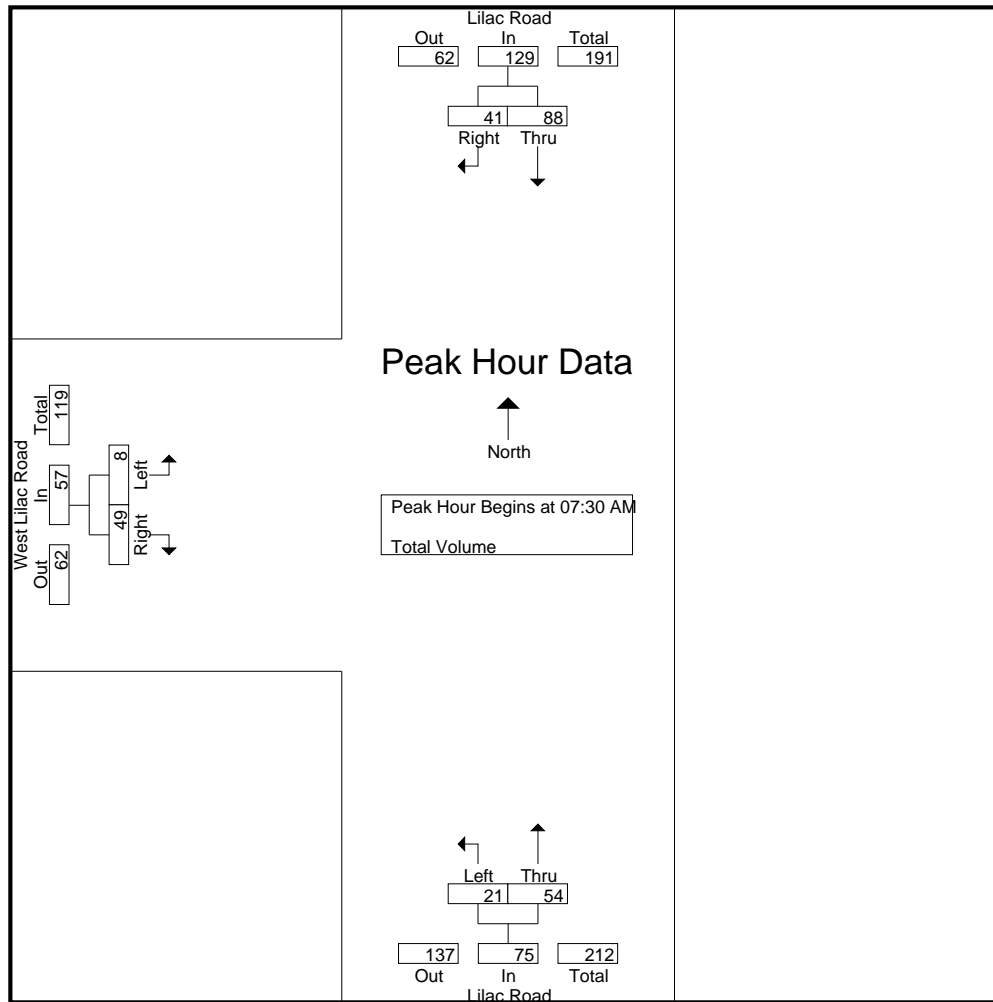 Lilac Road
Out In Total
62 129 191
41 88
Right Thru
Peak Hour Data
North
Peak Hour Begins at 07:30 AM
Total Volume
West Lilac Road
Out In Total
62 57 119
Right Left
49 8
Left Thru
21 54
137 75 212
Out In Total
Lilac Road